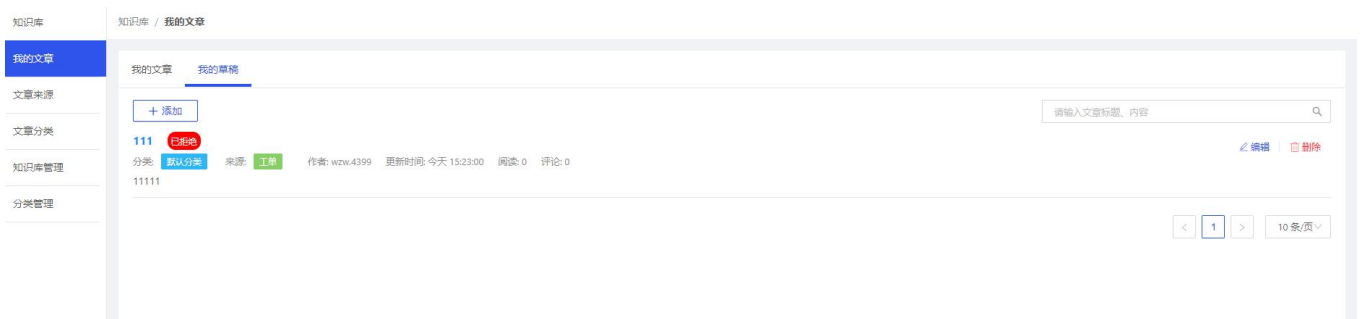 知识库
我的文章
文章来源
文章分类
知识库管理
分类管理
知识库 / 我的文章
我的文章 我的草稿
+ 添加
请输入文章标题、内容
111 已拒绝
编辑 删除
分类: 默认分类 来源: 工单 作者: wzw.4399 更新时间: 今天 15:23:00 阅读: 0 评论: 0
11111
< 1 > 10 条/页